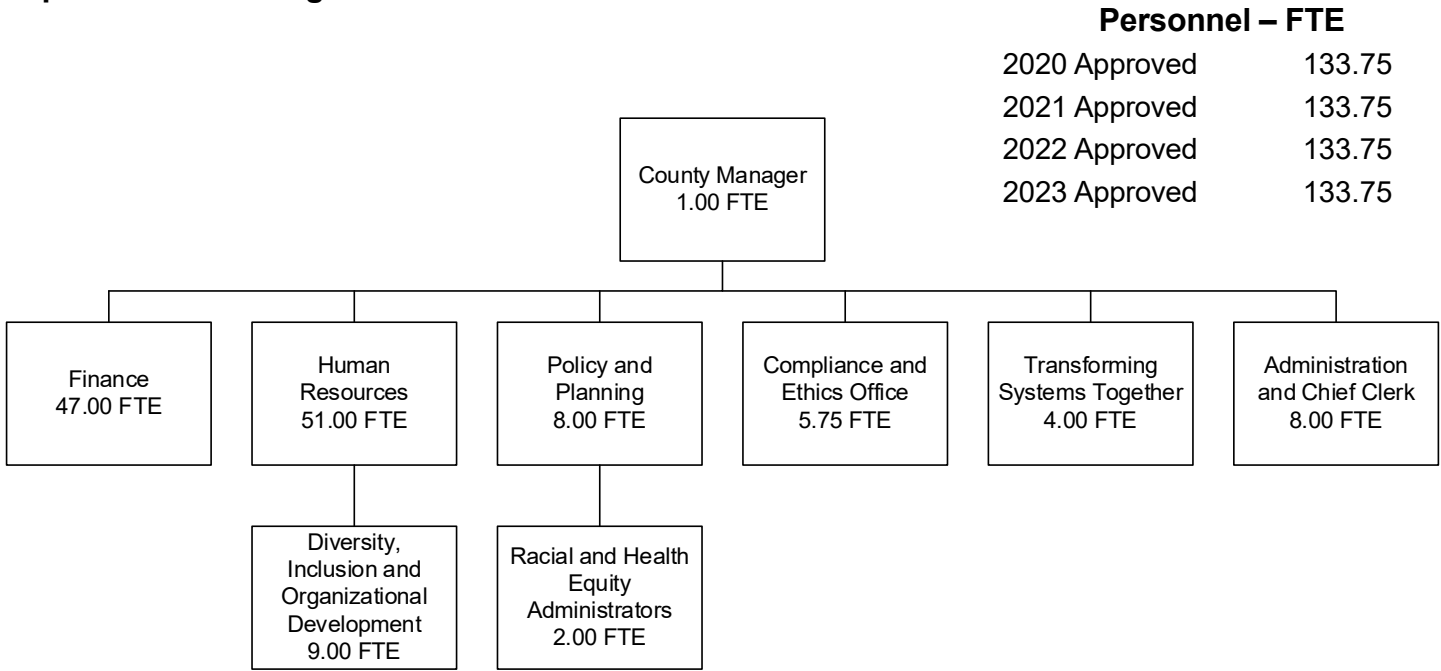 Personnel – FTE
2020 Approved 133.75
2021 Approved 133.75
2022 Approved 133.75
2023 Approved 133.75
County Manager
1.00 FTE
Finance
47.00 FTE
Human
Resources
51.00 FTE
Policy and
Planning
8.00 FTE
Compliance and
Ethics Office
5.75 FTE
Transforming
Systems Together
4.00 FTE
Administration
and Chief Clerk
8.00 FTE
Diversity,
Inclusion and
Organizational
Development
9.00 FTE
Racial and Health
Equity
Administrators
2.00 FTE